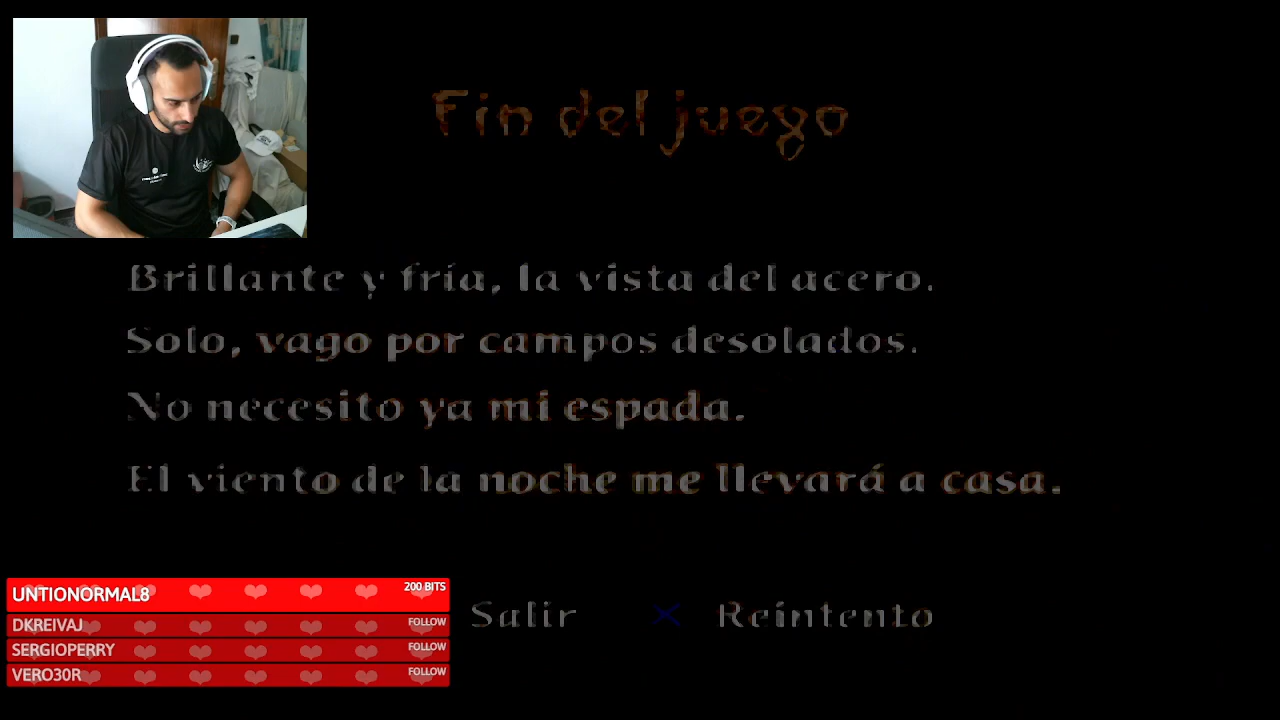 Fin del juego
Brillante y fría, la vista del acero.
Solo, vago por campos desolados.
No necesito ya mi espada.
El viento de la noche me llevará a casa.
Salir
Reintento
UNTIONORMAL8 200 BITS
DKREIVAJ FOLLOW
SERGIOPERRY FOLLOW
VERO30R FOLLOW